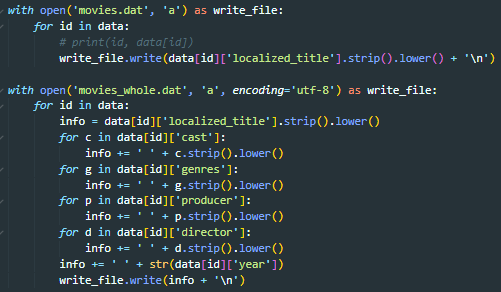 with open('movies.dat', 'a') as write_file:
    for id in data:
        # print(id, data[id])
        write_file.write(data[id]['localized_title'].strip().lower() + '\n')

with open('movies_whole.dat', 'a', encoding='utf-8') as write_file:
    for id in data:
        info = data[id]['localized_title'].strip().lower()
        for c in data[id]['cast']:
            info += ' ' + c.strip().lower()
        for g in data[id]['genres']:
            info += ' ' + g.strip().lower()
        for p in data[id]['producer']:
            info += ' ' + p.strip().lower()
        for d in data[id]['director']:
            info += ' ' + d.strip().lower()
        info += ' ' + str(data[id]['year'])
        write_file.write(info + '\n')